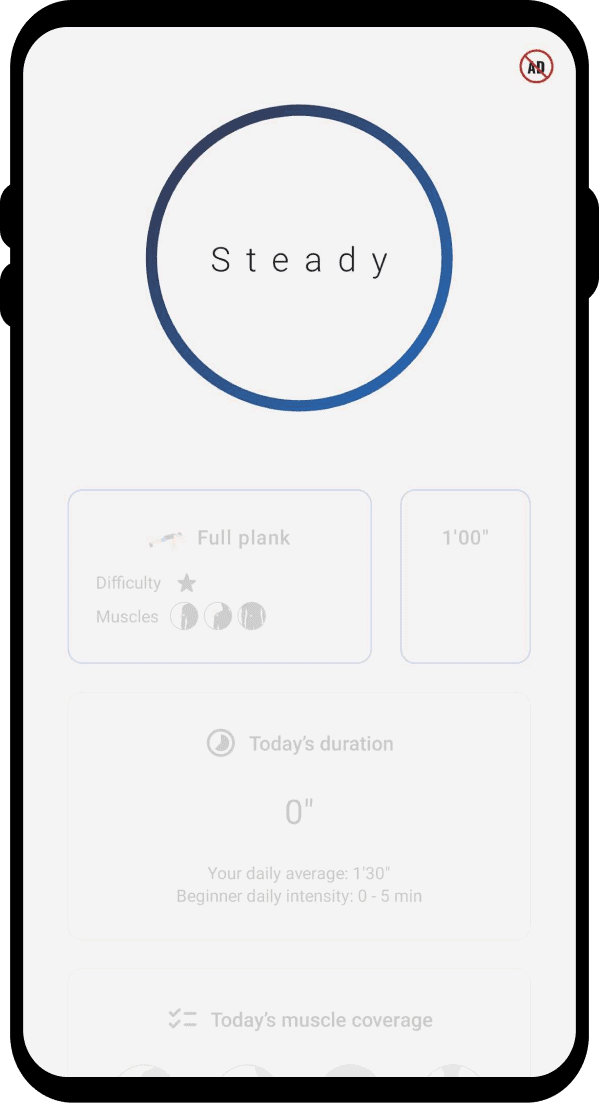 AD
Steady
Full plank
1'00"
Difficulty
Muscles
Today's duration
0"
Your daily average: 1'30"
Beginner daily intensity: 0 - 5 min
Today's muscle coverage